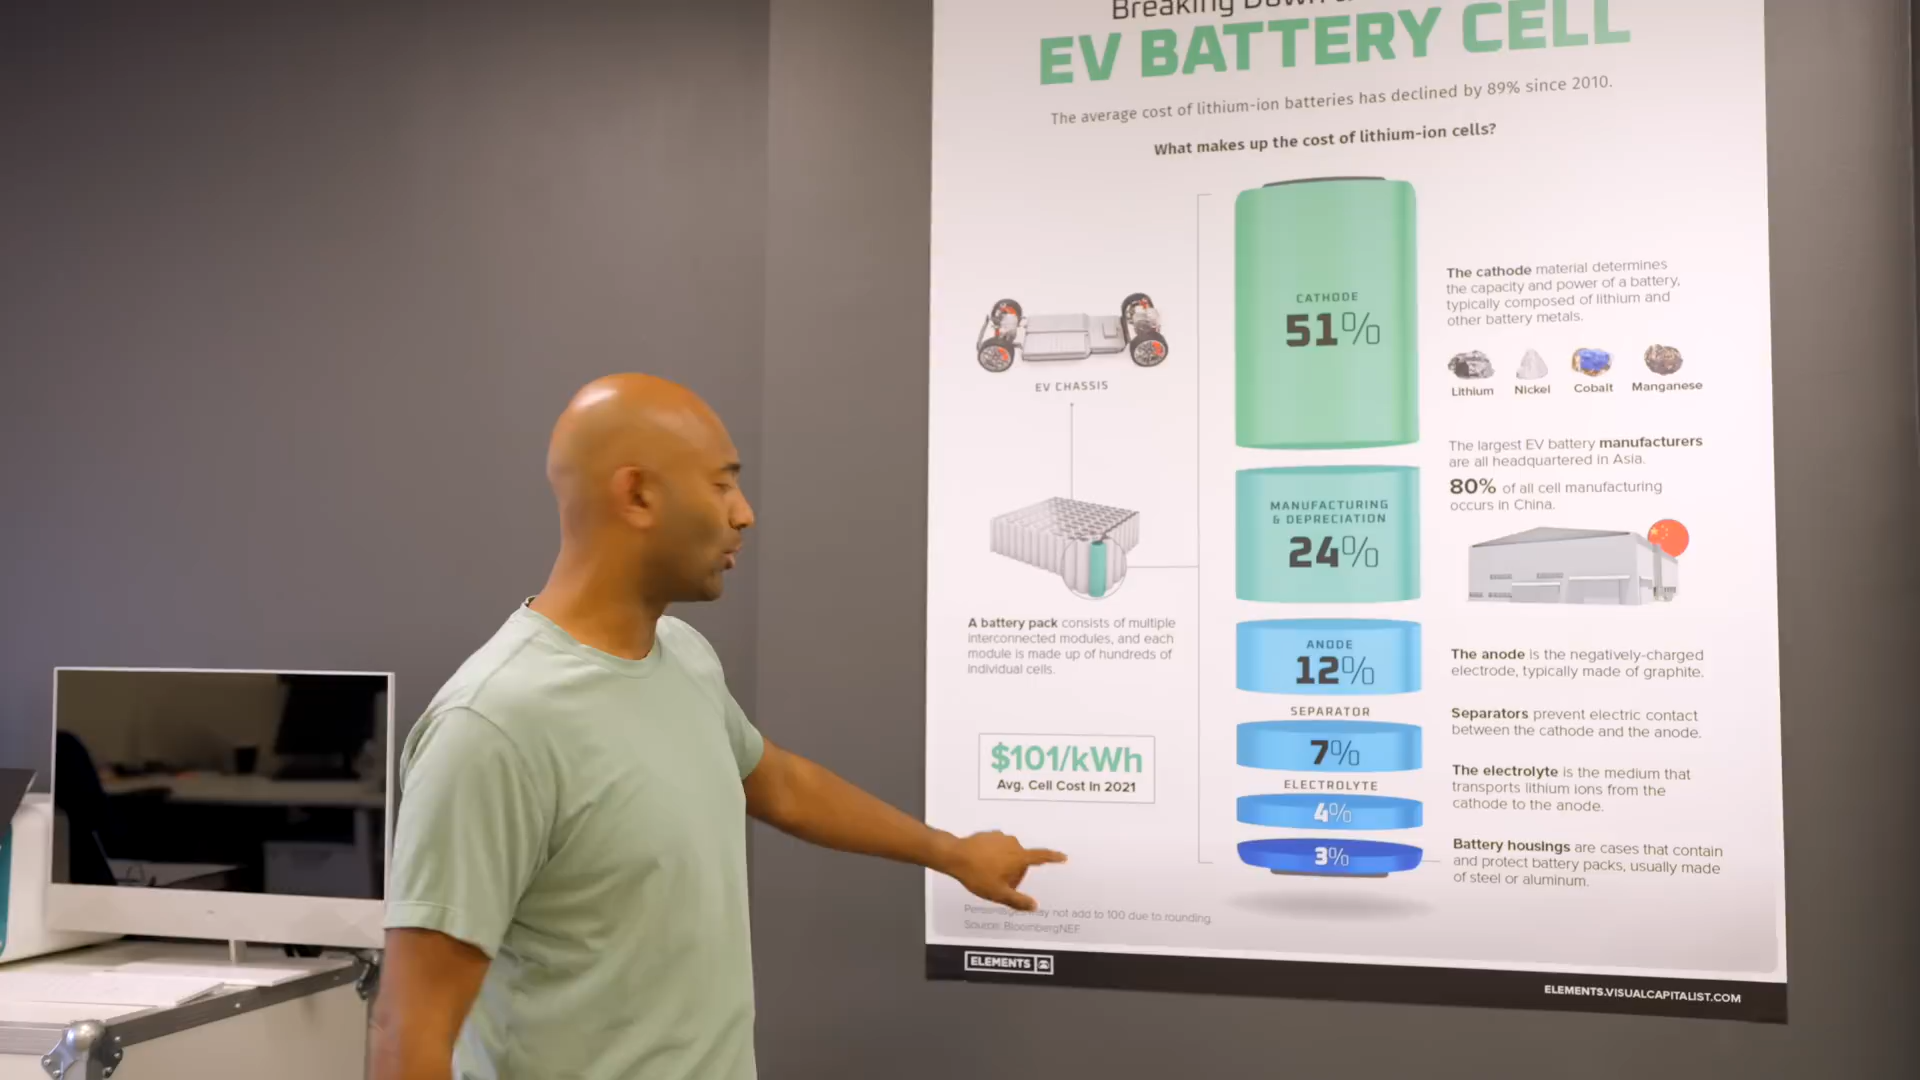 Breaking Down
EV BATTERY CELL
The average cost of lithium-ion batteries has declined by 89% since 2010.
What makes up the cost of lithium-ion cells?
CATHODE
51%
The cathode material determines
the capacity and power of a battery,
typically composed of lithium and
other battery metals.
Lithium Nickel Cobalt Manganese
EV CHASSIS
The largest EV battery manufacturers
are all headquartered in Asia.
80% of all cell manufacturing
occurs in China.
MANUFACTURING
& DEPRECIATION
24%
A battery pack consists of multiple
interconnected modules, and each
module is made up of hundreds of
individual cells.
ANODE
12%
The anode is the negatively-charged
electrode, typically made of graphite.
SEPARATOR
7%
Separators prevent electric contact
between the cathode and the anode.
$101/kWh
Avg. Cell Cost in 2021
ELECTROLYTE
4%
The electrolyte is the medium that
transports lithium ions from the
cathode to the anode.
3%
Battery housings are cases that contain
and protect battery packs, usually made
of steel or aluminum.
Percentages may not add to 100 due to rounding.
Source: BloombergNEF
ELEMENTS
ELEMENTS.VISUALCAPITALIST.COM